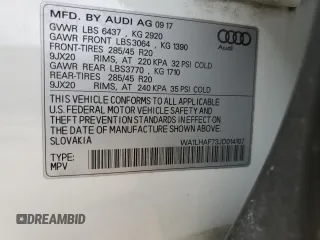 MFD. BY AUDI AG 09 17
GVWR LBS 6437 , KG 2920
GAWR FRONT LBS3064 , KG 1390
FRONT-TIRES 285/45 R20
9JX20 RIMS, AT 220 KPA 32 PSI COLD
GAWR REAR LBS3770 , KG 1710
REAR-TIRES 285/45 R20
9JX20 RIMS, AT 240 KPA 35 PSI COLD
Audi
THIS VEHICLE CONFORMS TO ALL APPLICABLE
U.S. FEDERAL MOTOR VEHICLE SAFETY AND
THEFT PREVENTION STANDARDS IN EFFECT
ON THE DATE OF MANUFACTURE SHOWN ABOVE.
SLOVAKIA
TYPE:
MPV
DREAMBID